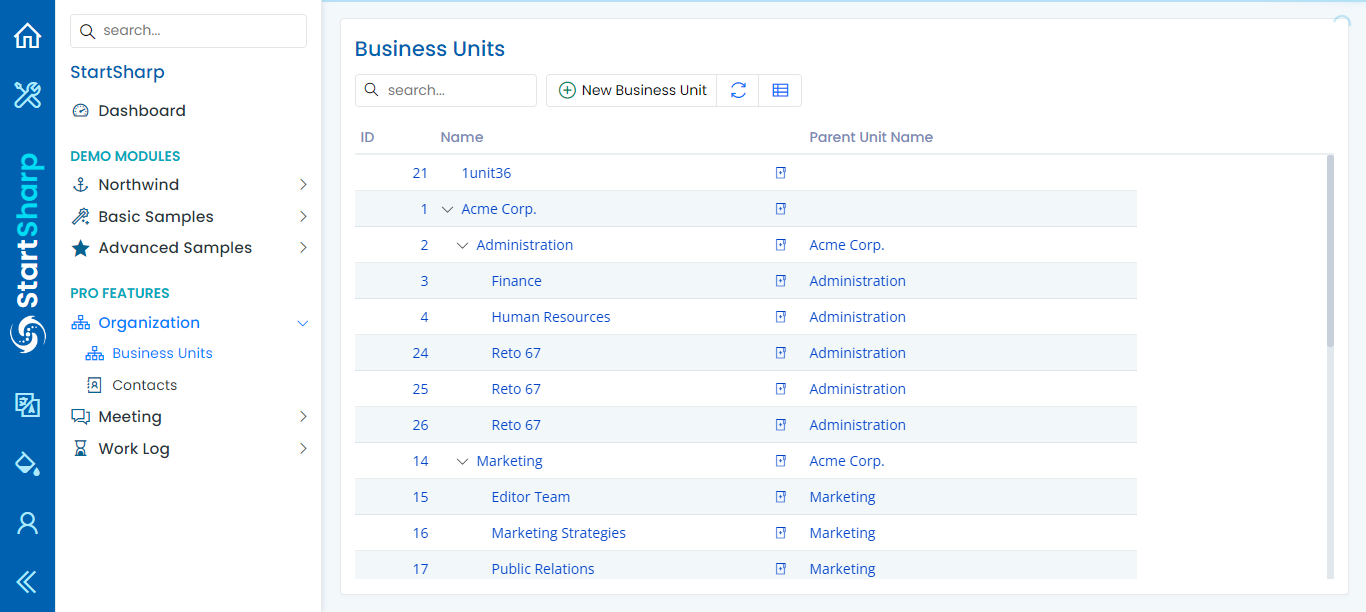 StartSharp
search...
StartSharp
Dashboard
DEMO MODULES
Northwind
Basic Samples
Advanced Samples
PRO FEATURES
Organization
Business Units
Contacts
Meeting
Work Log
Business Units
search...
New Business Unit
ID Name Parent Unit Name
21 1unit36
1 Acme Corp.
2 Administration Acme Corp.
3 Finance Administration
4 Human Resources Administration
24 Reto 67 Administration
25 Reto 67 Administration
26 Reto 67 Administration
14 Marketing Acme Corp.
15 Editor Team Marketing
16 Marketing Strategies Marketing
17 Public Relations Marketing